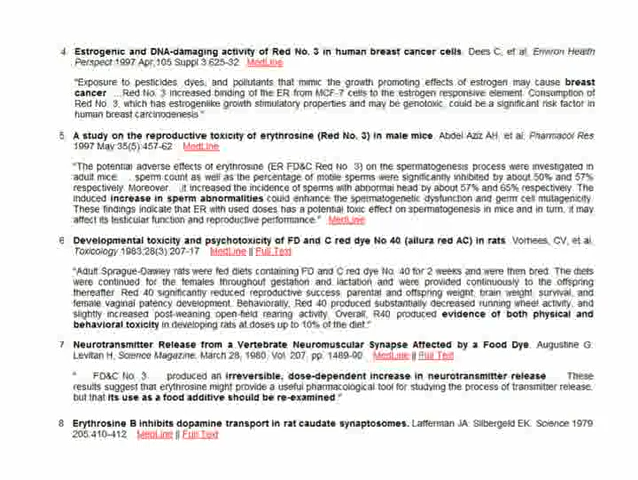 4. Estrogenic and DNA-damaging activity of Red No. 3 in human breast cancer cells. Dees C, et al, Environ Health
Perspect 1997 Apr;105 Suppl 3:625-32 MedLine
"Exposure to pesticides, dyes, and pollutants that mimic the growth promoting effects of estrogen may cause breast
cancer ...Red No. 3 increased binding of the ER from MCF-7 cells to the estrogen responsive element. Consumption of
Red No. 3, which has estrogenlike growth stimulatory properties and may be genotoxic, could be a significant risk factor in
human breast carcinogenesis."
5. A study on the reproductive toxicity of erythrosine (Red No. 3) in male mice. Abdel Aziz AH, et al, Pharmacol Res
1997 May;35(5):457-62 MedLine
"The potential adverse effects of erythrosine (ER FD&C Red No. 3) on the spermatogenesis process were investigated in
adult mice. ... sperm count as well as the percentage of motile sperms were significantly inhibited by about 50% and 57%
respectively. Moreover ...it increased the incidence of sperms with abnormal head by about 57% and 65% respectively. The
induced increase in sperm abnormalities could enhance the spermatogenetic dysfunction and germ cell mutagenicity.
These findings indicate that ER with used doses has a potential toxic effect on spermatogenesis in mice and in turn, it may
affect its testicular function and reproductive performance." MedLine
6. Developmental toxicity and psychotoxicity of FD and C red dye No 40 (allura red AC) in rats. Vorhees, CV, et al,
Toxicology 1983;28(3):207-17 MedLine || Full Text
"Adult Sprague-Dawley rats were fed diets containing FD and C red dye No. 40 for 2 weeks and were then bred. The diets
were continued for the females throughout gestation and lactation and were provided continuously to the offspring
thereafter. Red 40 significantly reduced reproductive success, parental and offspring weight, brain weight, survival, and
female vaginal patency development. Behaviorally, Red 40 produced substantially decreased running wheel activity, and
slightly increased post-weaning open-field rearing activity. Overall, R40 produced evidence of both physical and
behavioral toxicity in developing rats at doses up to 10% of the diet."
7 Neurotransmitter Release from a Vertebrate Neuromuscular Synapse Affected by a Food Dye. Augustine G,
Levitan H, Science Magazine, March 28, 1980, Vol. 207, pp. 1489-90 MedLine || Full Text
" FD&C No. 3 ... produced an irreversible, dose-dependent increase in neurotransmitter release ... These
results suggest that erythrosine might provide a useful pharmacological tool for studying the process of transmitter release,
but that its use as a food additive should be re-examined."
8 Erythrosine B inhibits dopamine transport in rat caudate synaptosomes. Lafferman JA, Silbergeld EK. Science 1979
205:410-412 MedLine || Full Text